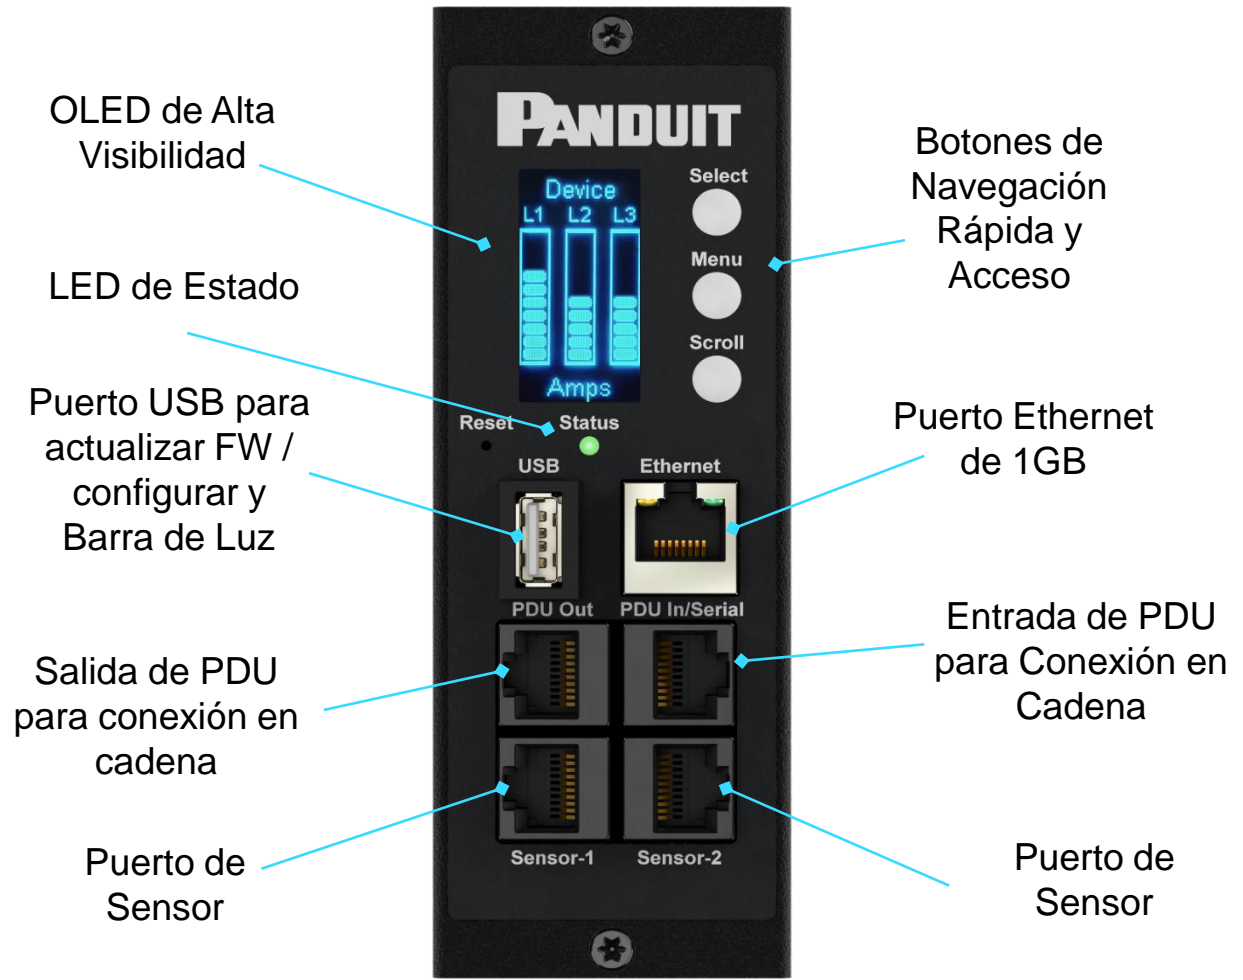 OLED de Alta
Visibilidad
LED de Estado
Puerto USB para
actualizar FW /
configurar y
Barra de Luz
Salida de PDU
para conexión en
cadena
Puerto de
Sensor
PANDUIT
Device
L1 L2 L3
Amps
Select
Menu
Scroll
Reset
Status
USB
Ethernet
PDU Out
PDU In/Serial
Sensor-1
Sensor-2
Botones de
Navegación
Rápida y
Acceso
Puerto Ethernet
de 1GB
Entrada de PDU
para Conexión en
Cadena
Puerto de
Sensor